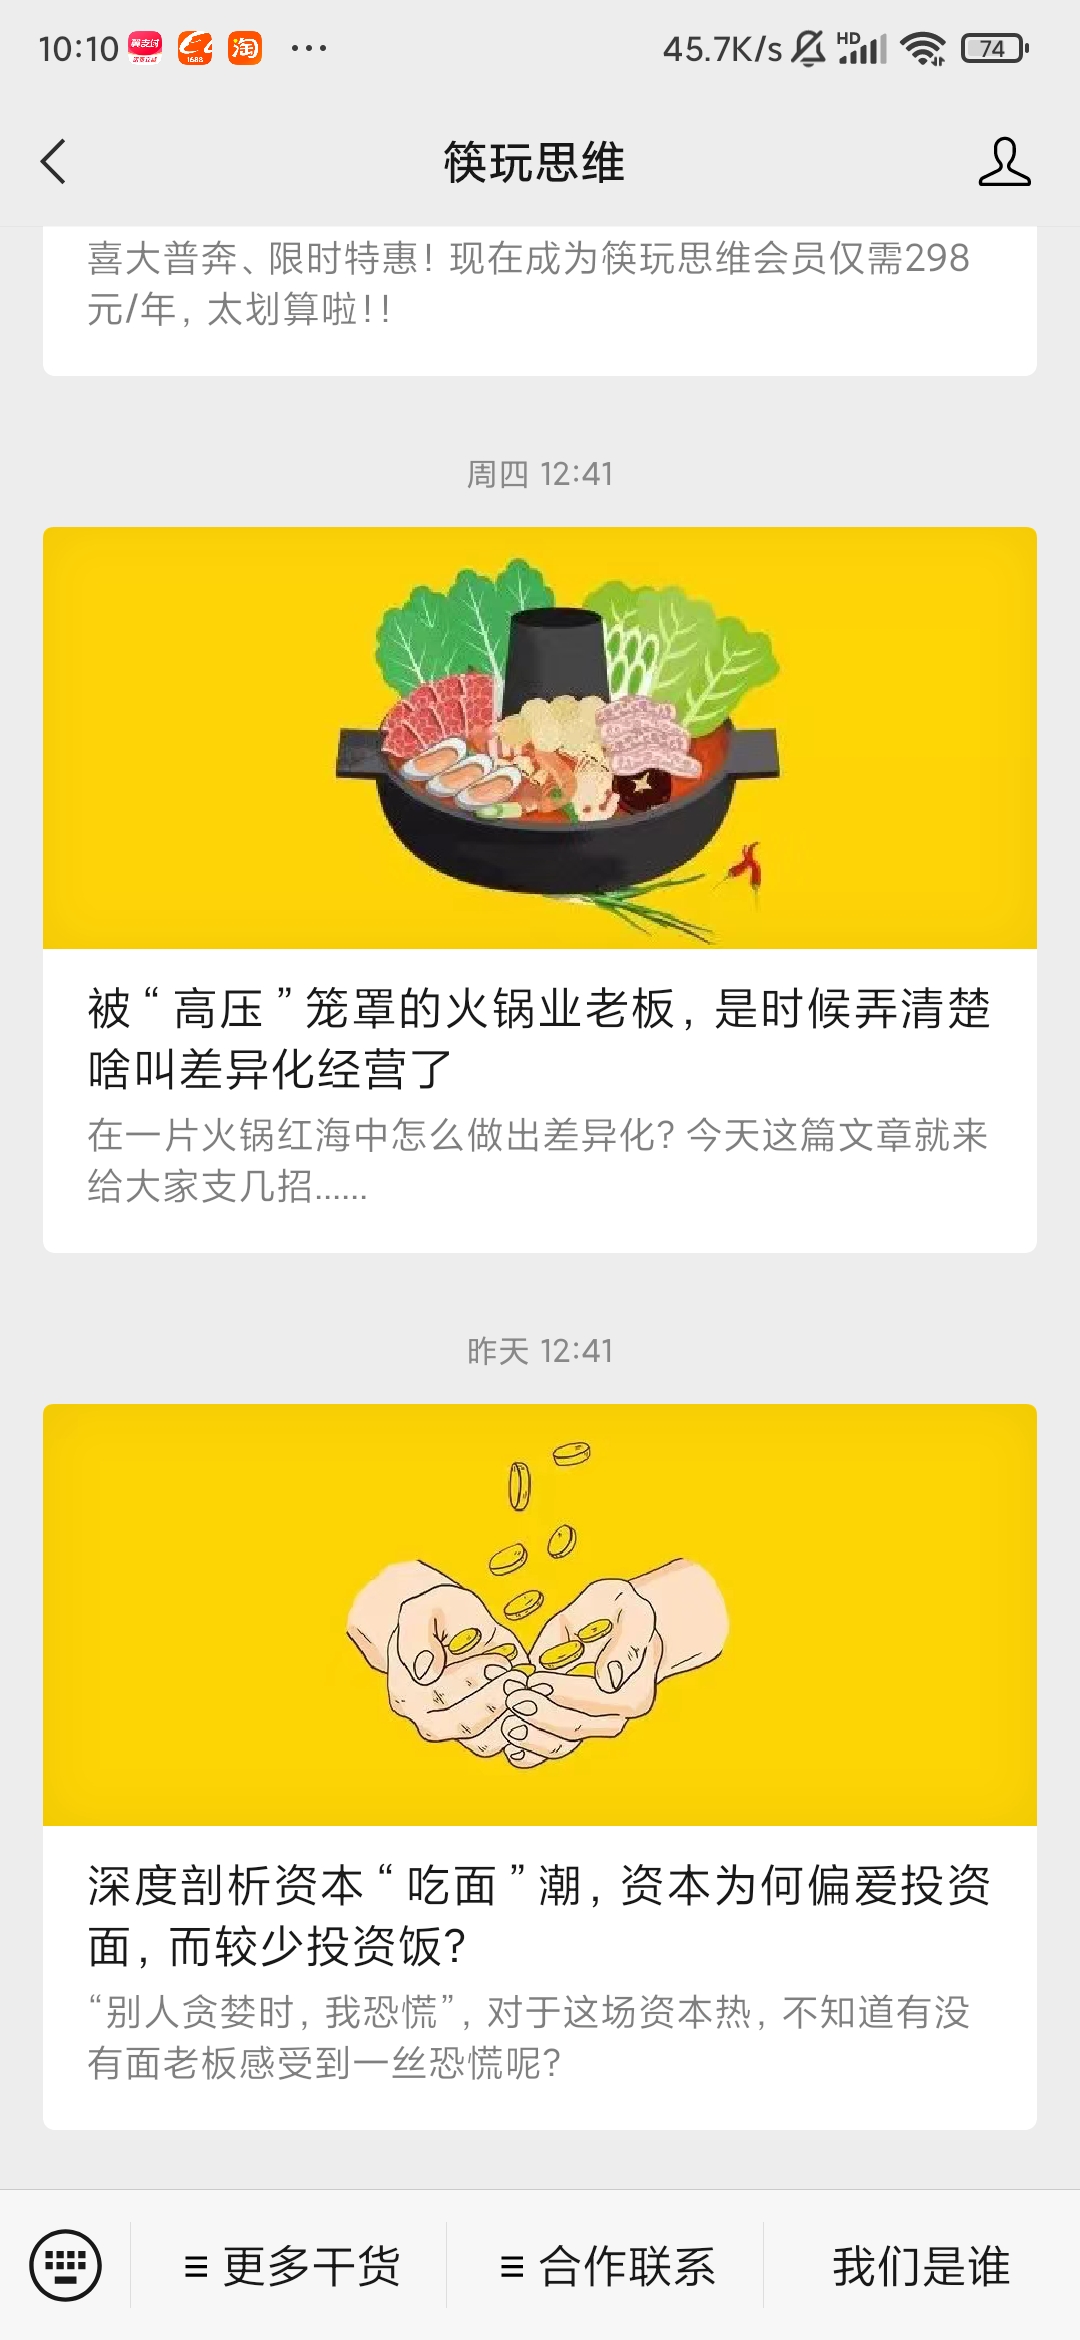 10:10 翼支付 1688 淘 ... 45.7K/s HD 74
筷玩思维
喜大普奔、限时特惠！现在成为筷玩思维会员仅需298
元/年，太划算啦！！
周四 12:41
被“高压”笼罩的火锅业老板，是时候弄清楚
啥叫差异化经营了
在一片火锅红海中怎么做出差异化？今天这篇文章就来
给大家支几招......
昨天 12:41
深度剖析资本“吃面”潮，资本为何偏爱投资
面，而较少投资饭？
“别人贪婪时，我恐慌”，对于这场资本热，不知道有没
有面老板感受到一丝恐慌呢？
更多干货
合作联系
我们是谁